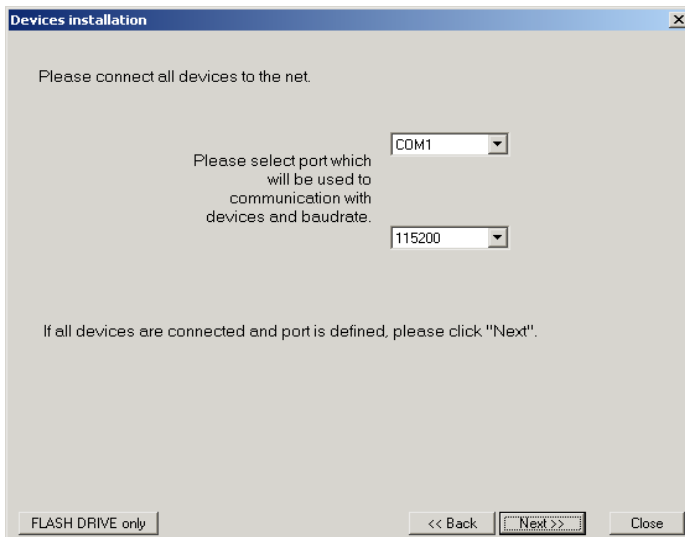 Devices installation
Please connect all devices to the net.
COM1
Please select port which
will be used to
communication with
devices and baudrate.
115200
If all devices are connected and port is defined, please click "Next".
FLASH DRIVE only
<< Back
Next >>
Close